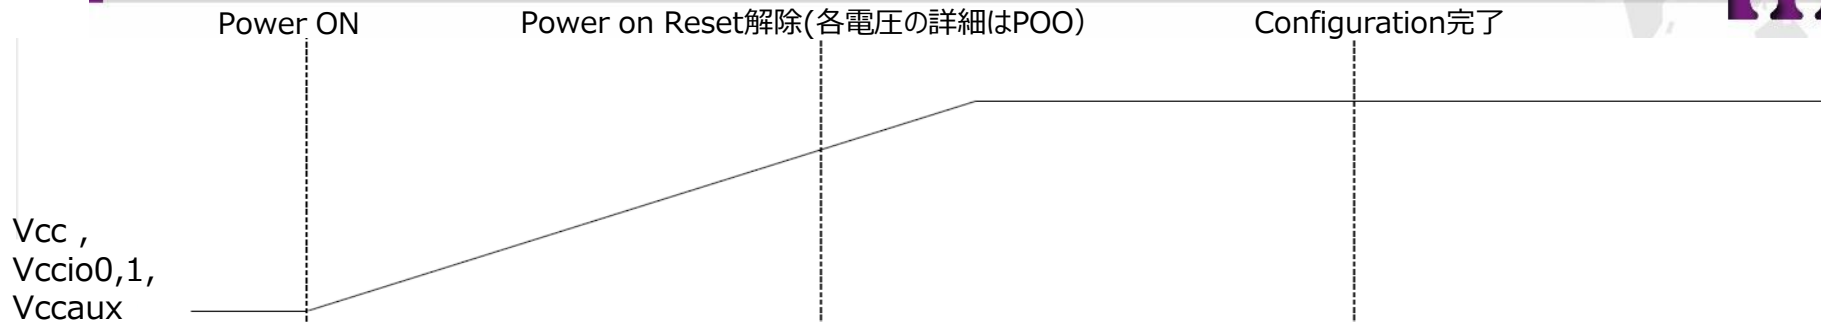 Power ON
Power on Reset解除(各電圧の詳細はPOO）
Configuration完了
Vcc ,
Vccio0,1,
Vccaux